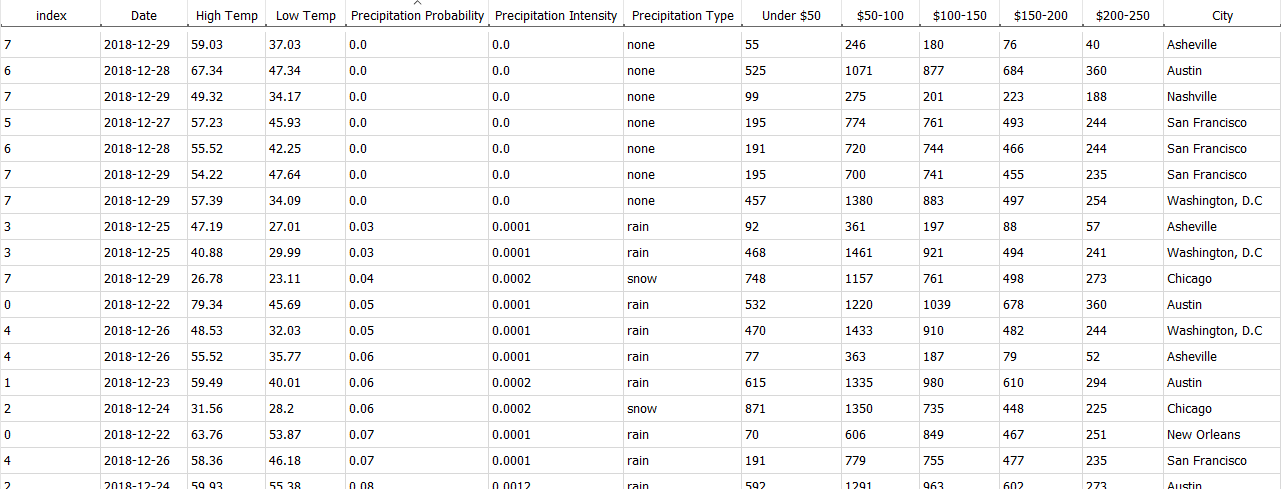 index Date High Temp Low Temp Precipitation Probability Precipitation Intensity Precipitation Type Under $50 $50-100 $100-150 $150-200 $200-250 City
7 2018-12-29 59.03 37.03 0.0 0.0 none 55 246 180 76 40 Asheville
6 2018-12-28 67.34 47.34 0.0 0.0 none 525 1071 877 684 360 Austin
7 2018-12-29 49.32 34.17 0.0 0.0 none 99 275 201 223 188 Nashville
5 2018-12-27 57.23 45.93 0.0 0.0 none 195 774 761 493 244 San Francisco
6 2018-12-28 55.52 42.25 0.0 0.0 none 191 720 744 466 244 San Francisco
7 2018-12-29 54.22 47.64 0.0 0.0 none 195 700 741 455 235 San Francisco
7 2018-12-29 57.39 34.09 0.0 0.0 none 457 1380 883 497 254 Washington, D.C
3 2018-12-25 47.19 27.01 0.03 0.0001 rain 92 361 197 88 57 Asheville
3 2018-12-25 40.88 29.99 0.03 0.0001 rain 468 1461 921 494 241 Washington, D.C
7 2018-12-29 26.78 23.11 0.04 0.0002 snow 748 1157 761 498 273 Chicago
0 2018-12-22 79.34 45.69 0.05 0.0001 rain 532 1220 1039 678 360 Austin
4 2018-12-26 48.53 32.03 0.05 0.0001 rain 470 1433 910 482 244 Washington, D.C
4 2018-12-26 55.52 35.77 0.06 0.0001 rain 77 363 187 79 52 Asheville
1 2018-12-23 59.49 40.01 0.06 0.0002 rain 615 1335 980 610 294 Austin
2 2018-12-24 31.56 28.2 0.06 0.0002 snow 871 1350 735 448 225 Chicago
0 2018-12-22 63.76 53.87 0.07 0.0001 rain 70 606 849 467 251 New Orleans
4 2018-12-26 58.36 46.18 0.07 0.0001 rain 191 779 755 477 235 San Francisco
2 2018-12-24 59.93 55.38 0.08 0.0012 rain 592 1291 963 602 273 Austin